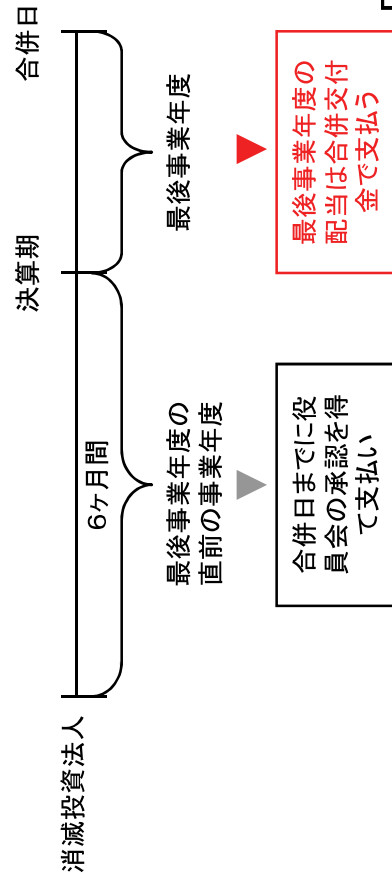 消滅投資法人
決算期
合併日
6ヶ月間
最後事業年度の
直前の事業年度
最後事業年度
合併日までに役
員会の承認を得
て支払い
最後事業年度の
配当は合併交付
金で支払う